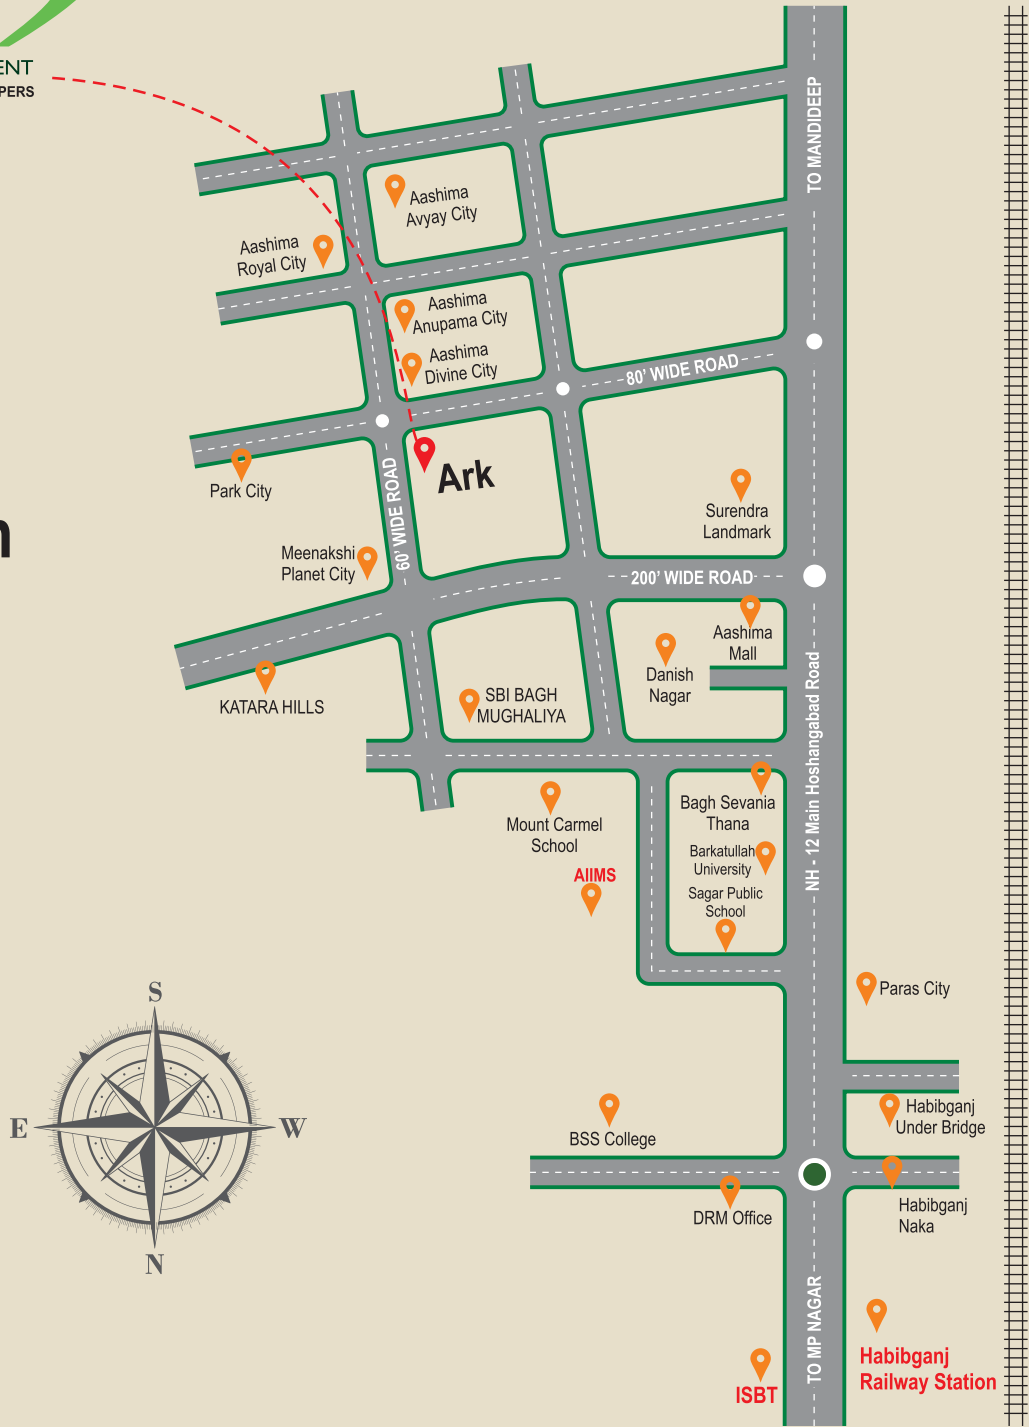 ENT
PERS
TO MANDIDEEP
Aashima
Avyay City
Aashima
Royal City
Aashima
Anupama City
Aashima
Divine City
80' WIDE ROAD
Ark
60' WIDE ROAD
Park City
Surendra
Landmark
Meenakshi
Planet City
200' WIDE ROAD
Aashima
Mall
Danish
Nagar
KATARA HILLS
SBI BAGH
MUGHALIYA
NH - 12 Main Hoshangabad Road
Mount Carmel
School
Bagh Sevania
Thana
Barkatullah
University
AIIMS
Sagar Public
School
Paras City
S
E
W
N
BSS College
Habibganj
Under Bridge
DRM Office
Habibganj
Naka
TO MP NAGAR
Habibganj
Railway Station
ISBT